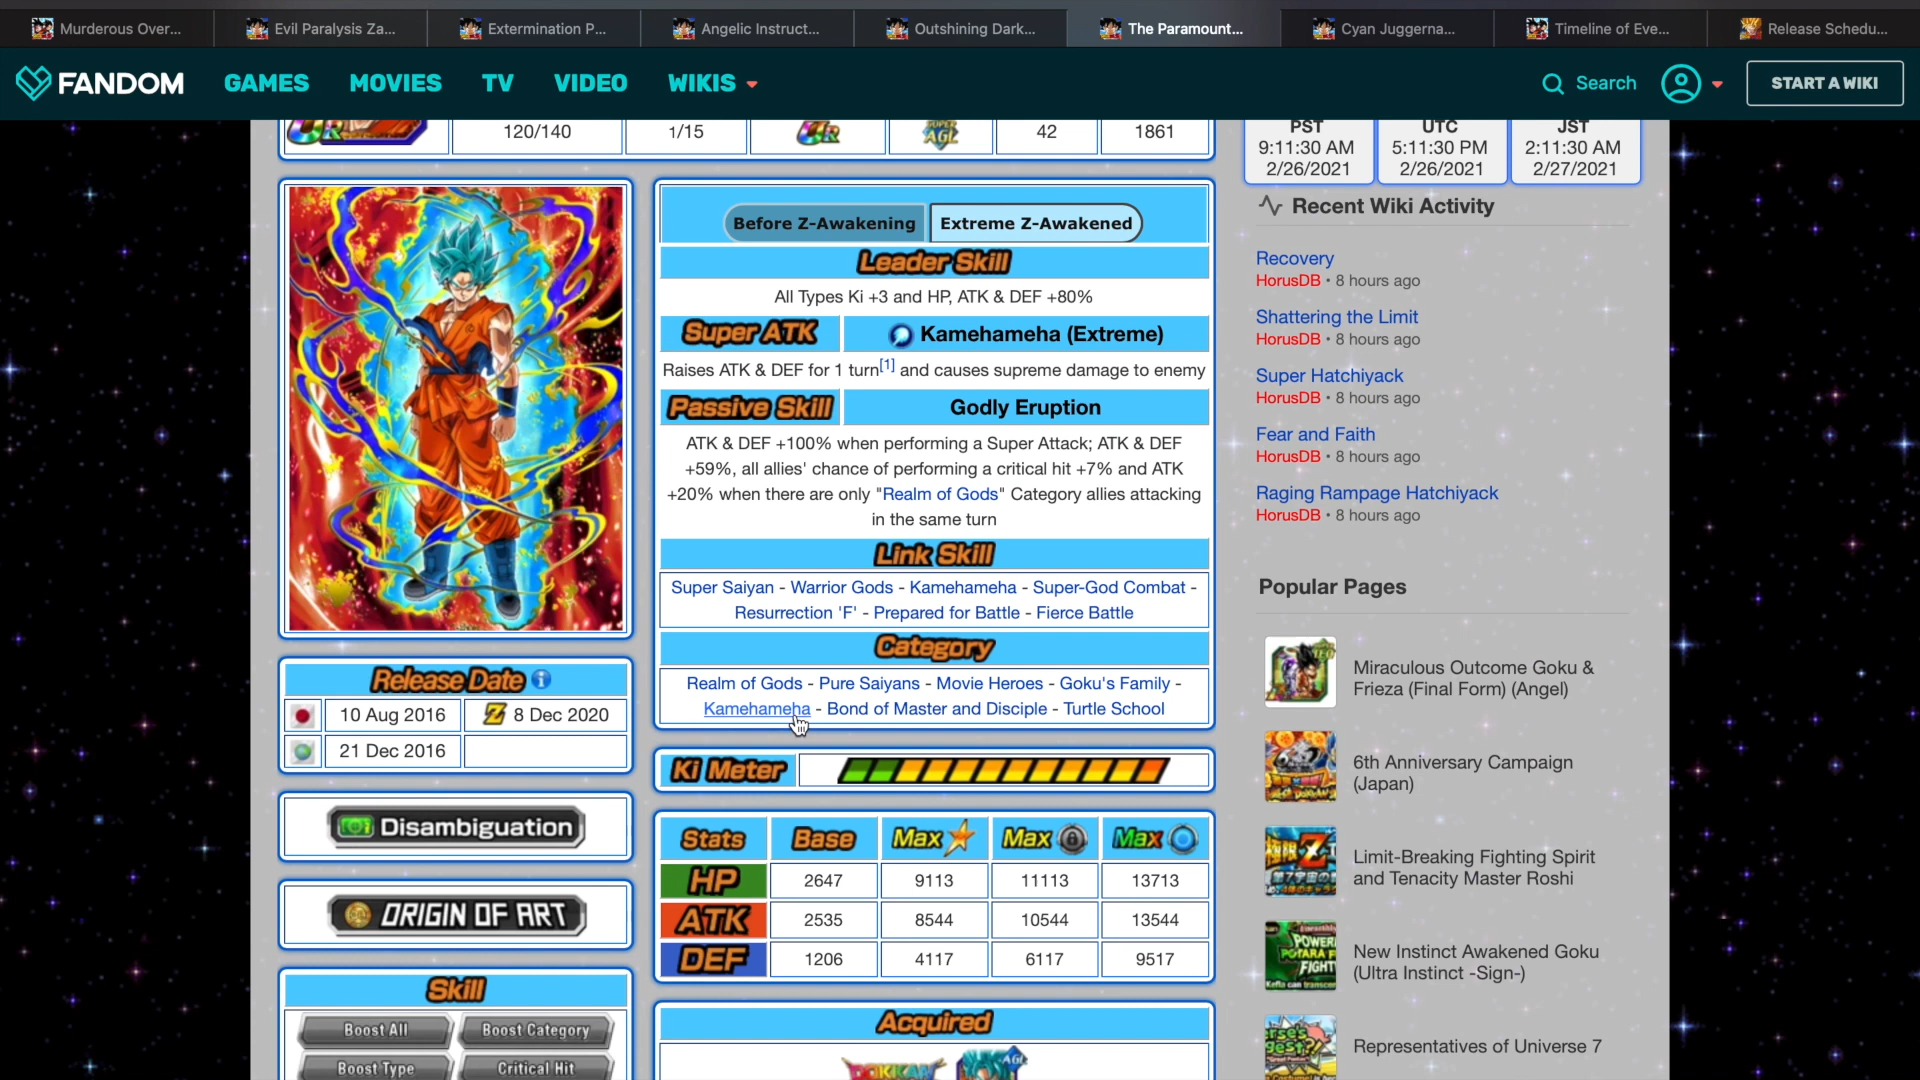 Murderous Over...
Evil Paralysis Za...
Extermination P...
Angelic Instruct...
Outshining Dark...
The Paramount...
Cyan Juggerna...
Timeline of Eve...
Release Schedu...
FANDOM
GAMES
MOVIES
TV
VIDEO
WIKIS
Search
START A WIKI
UR
120/140
1/15
UR
SUPER AGL
42
1861
PST
9:11:30 AM
2/26/2021
UTC
5:11:30 PM
2/26/2021
JST
2:11:30 AM
2/27/2021
Before Z-Awakening
Extreme Z-Awakened
Leader Skill
All Types Ki +3 and HP, ATK & DEF +80%
Super ATK
Kamehameha (Extreme)
Raises ATK & DEF for 1 turn[1] and causes supreme damage to enemy
Passive Skill
Godly Eruption
ATK & DEF +100% when performing a Super Attack; ATK & DEF
+59%, all allies' chance of performing a critical hit +7% and ATK
+20% when there are only "Realm of Gods" Category allies attacking
in the same turn
Link Skill
Super Saiyan - Warrior Gods - Kamehameha - Super-God Combat -
Resurrection 'F' - Prepared for Battle - Fierce Battle
Category
Realm of Gods - Pure Saiyans - Movie Heroes - Goku's Family -
Kamehameha - Bond of Master and Disciple - Turtle School
Ki Meter
Release Date
10 Aug 2016
Z 8 Dec 2020
21 Dec 2016
Disambiguation
ORIGIN OF ART
Skill
Boost All
Boost Category
Boost Type
Critical Hit
Stats
Base
Max
Max
Max
HP
2647
9113
11113
13713
ATK
2535
8544
10544
13544
DEF
1206
4117
6117
9517
Acquired
DOKKAN
AGL
Recent Wiki Activity
Recovery
HorusDB • 8 hours ago
Shattering the Limit
HorusDB • 8 hours ago
Super Hatchiyack
HorusDB • 8 hours ago
Fear and Faith
HorusDB • 8 hours ago
Raging Rampage Hatchiyack
HorusDB • 8 hours ago
Popular Pages
Miraculous Outcome Goku &
Frieza (Final Form) (Angel)
6th Anniversary Campaign
(Japan)
Limit-Breaking Fighting Spirit
and Tenacity Master Roshi
New Instinct Awakened Goku
(Ultra Instinct -Sign-)
Representatives of Universe 7